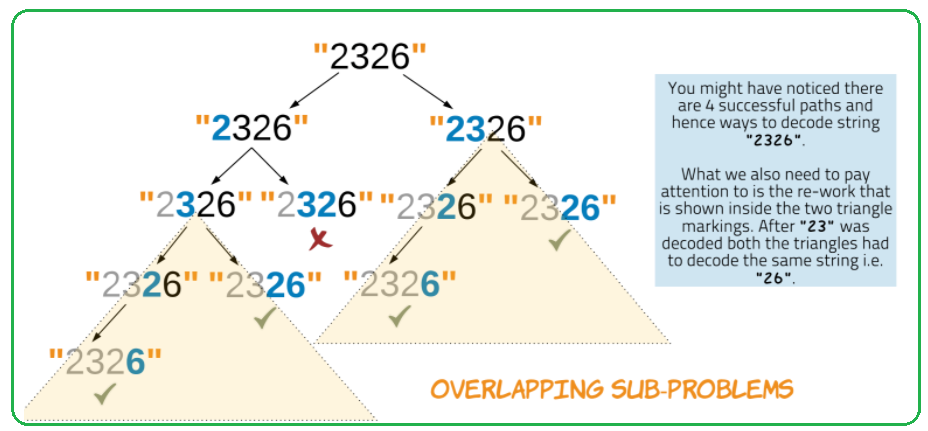 "2326"
"2326" "2326"
"2326" "2326" "2326" "2326"
"2326" "2326" "2326"
"2326"
You might have noticed there
are 4 successful paths and
hence ways to decode string
"2326".
What we also need to pay
attention to is the re-work that
is shown inside the two triangle
markings. After "23" was
decoded both the triangles had
to decode the same string i.e.
"26".
OVERLAPPING SUB-PROBLEMS